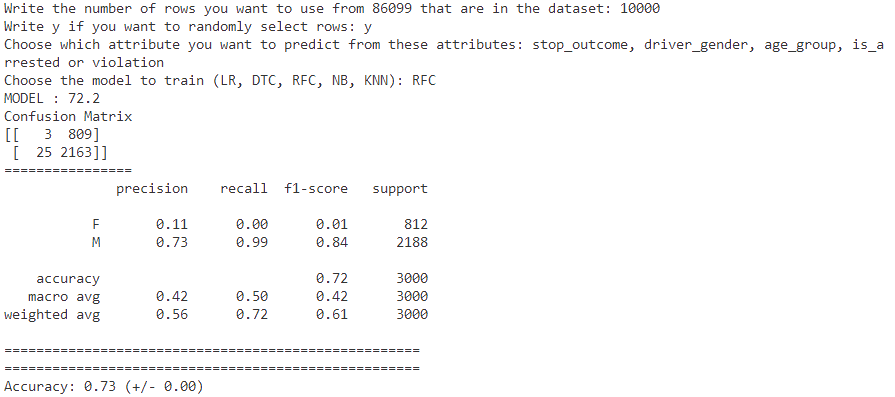 Write the number of rows you want to use from 86099 that are in the dataset: 10000
Write y if you want to randomly select rows: y
Choose which attribute you want to predict from these attributes: stop_outcome, driver_gender, age_group, is_a
rrested or violation
Choose the model to train (LR, DTC, RFC, NB, KNN): RFC
MODEL : 72.2
Confusion Matrix
[[   3  809]
 [  25 2163]]
================
              precision    recall  f1-score   support

           F       0.11      0.00      0.01       812
           M       0.73      0.99      0.84      2188

    accuracy                           0.72      3000
   macro avg       0.42      0.50      0.42      3000
weighted avg       0.56      0.72      0.61      3000

====================================================
====================================================
Accuracy: 0.73 (+/- 0.00)